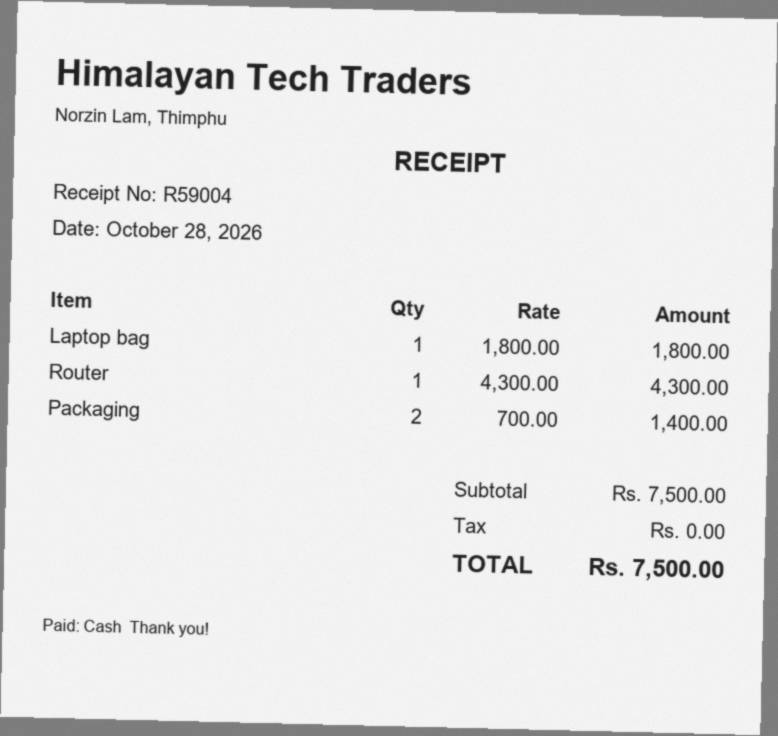 Himalayan Tech Traders
Norzin Lam, Thimphu
RECEIPT
Receipt No: R59004
Date: October 28, 2026
Item Qty Rate Amount
Laptop bag 1 1,800.00 1,800.00
Router 1 4,300.00 4,300.00
Packaging 2 700.00 1,400.00
Subtotal Rs. 7,500.00
Tax Rs. 0.00
TOTAL Rs. 7,500.00
Paid: Cash Thank you!